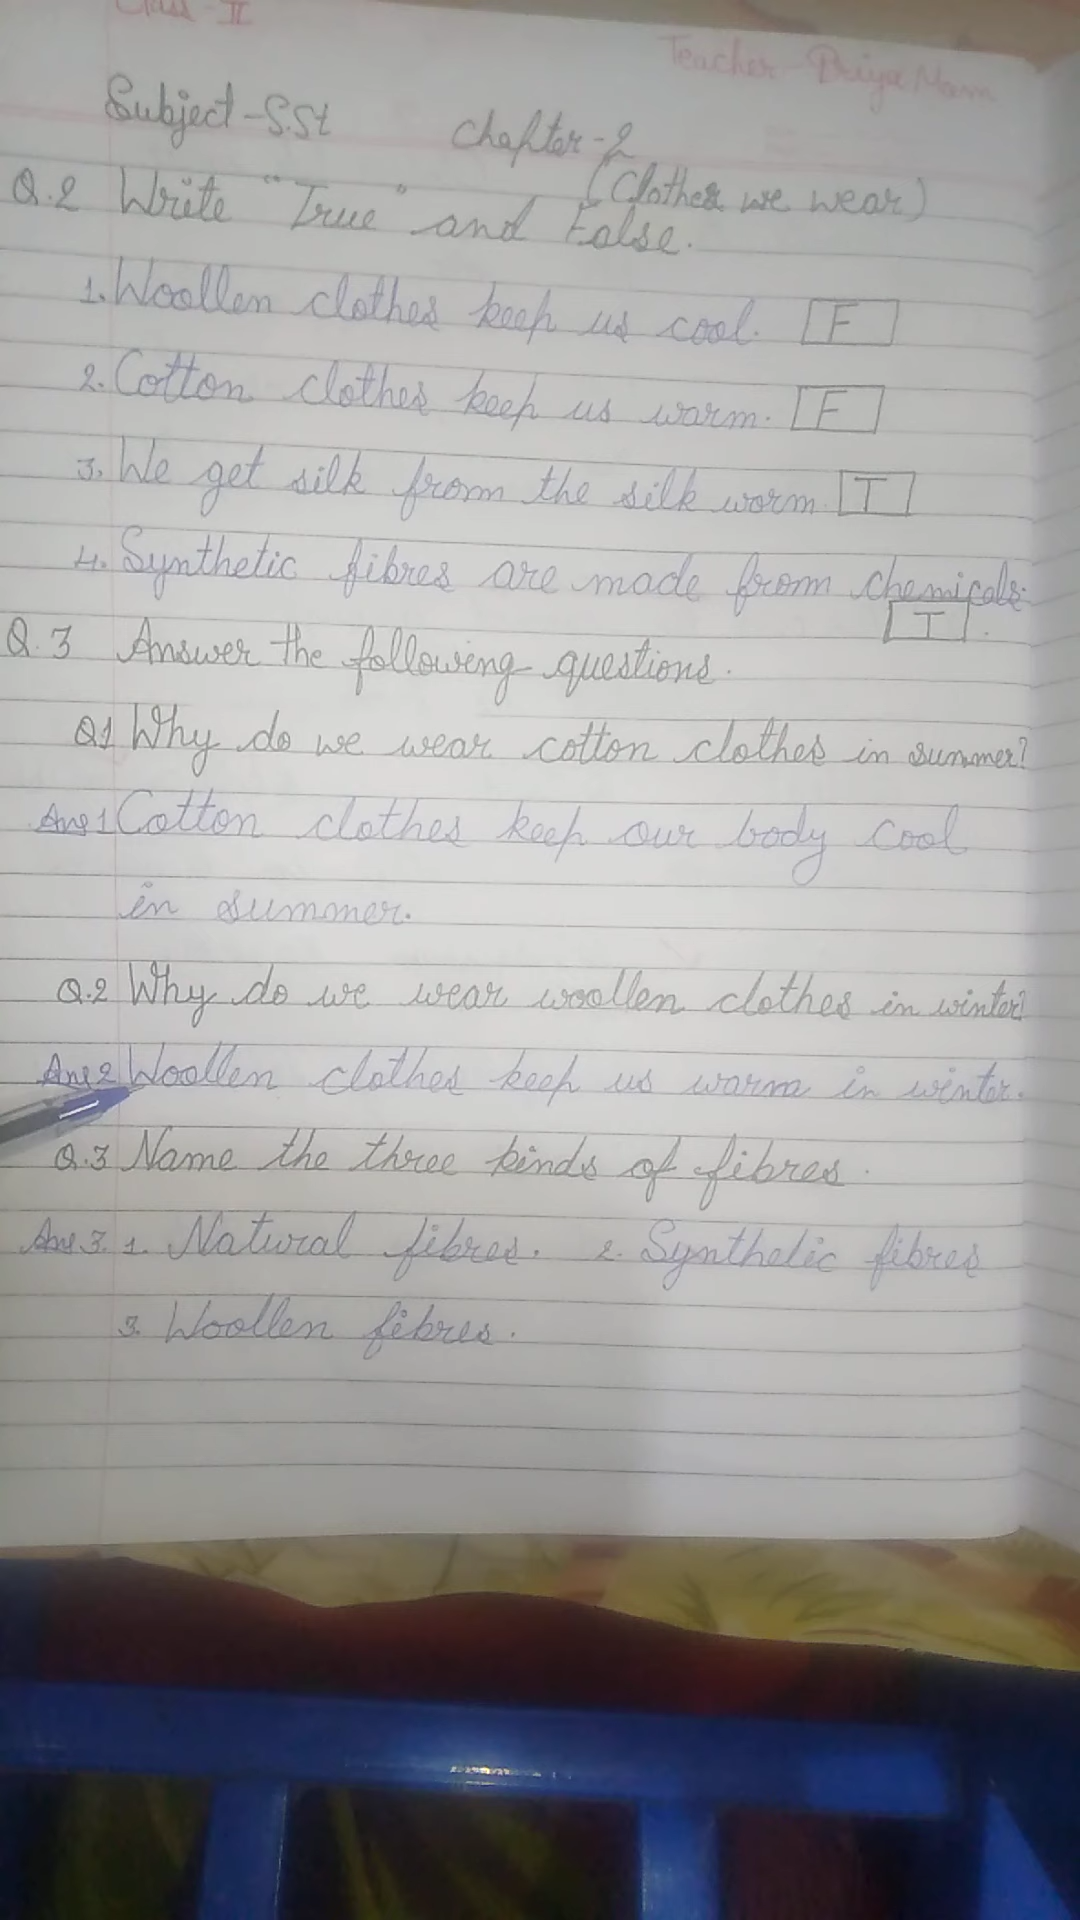 Class - II
Teacher - Priya Mam
Subject - S.St Chapter - 2
(Clothes we wear)
Q.2 Write "True" and False.
1. Woollen clothes keep us cool. F
2. Cotton clothes keep us warm. F
3. We get silk from the silk worm. T
4. Synthetic fibres are made from chemicals.
T
Q.3 Answer the following questions.
Q1 Why do we wear cotton clothes in summer?
Ans 1 Cotton clothes keep our body cool
in summer.
Q.2 Why do we wear woollen clothes in winter?
Ans 2 Woollen clothes keep us warm in winter.
Q.3 Name the three kinds of fibres.
Ans. 3. 1. Natural fibres. 2. Synthetic fibres
3. Woollen fibres.